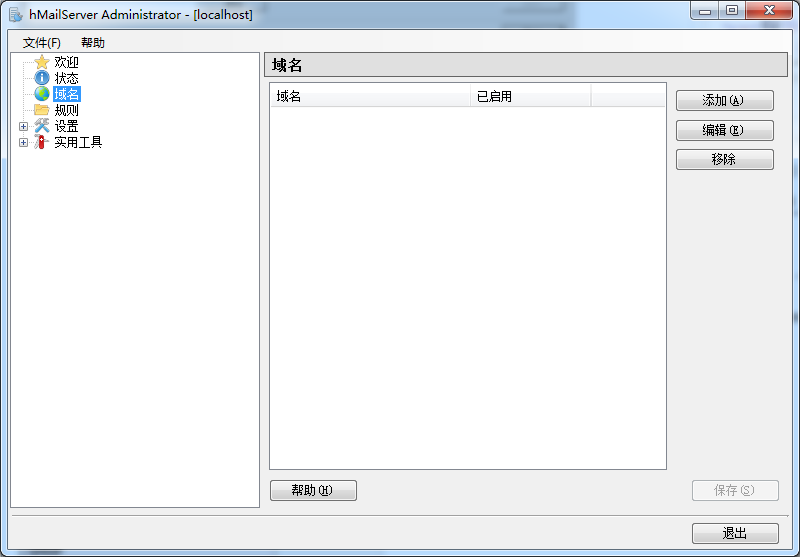 hMailServer Administrator - [localhost]
文件(F) 帮助
欢迎
状态
域名
规则
设置
实用工具
域名
域名 已启用
添加(A)
编辑(E)
移除
帮助(H)
保存(S)
退出